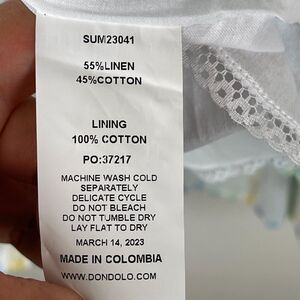 SUM23041
55%LINEN
45%COTTON
LINING
100% COTTON
PO:37217
MACHINE WASH COLD
SEPARATELY
DELICATE CYCLE
DO NOT BLEACH
DO NOT TUMBLE DRY
LAY FLAT TO DRY
MARCH 14, 2023
MADE IN COLOMBIA
WWW.DONDOLO.COM